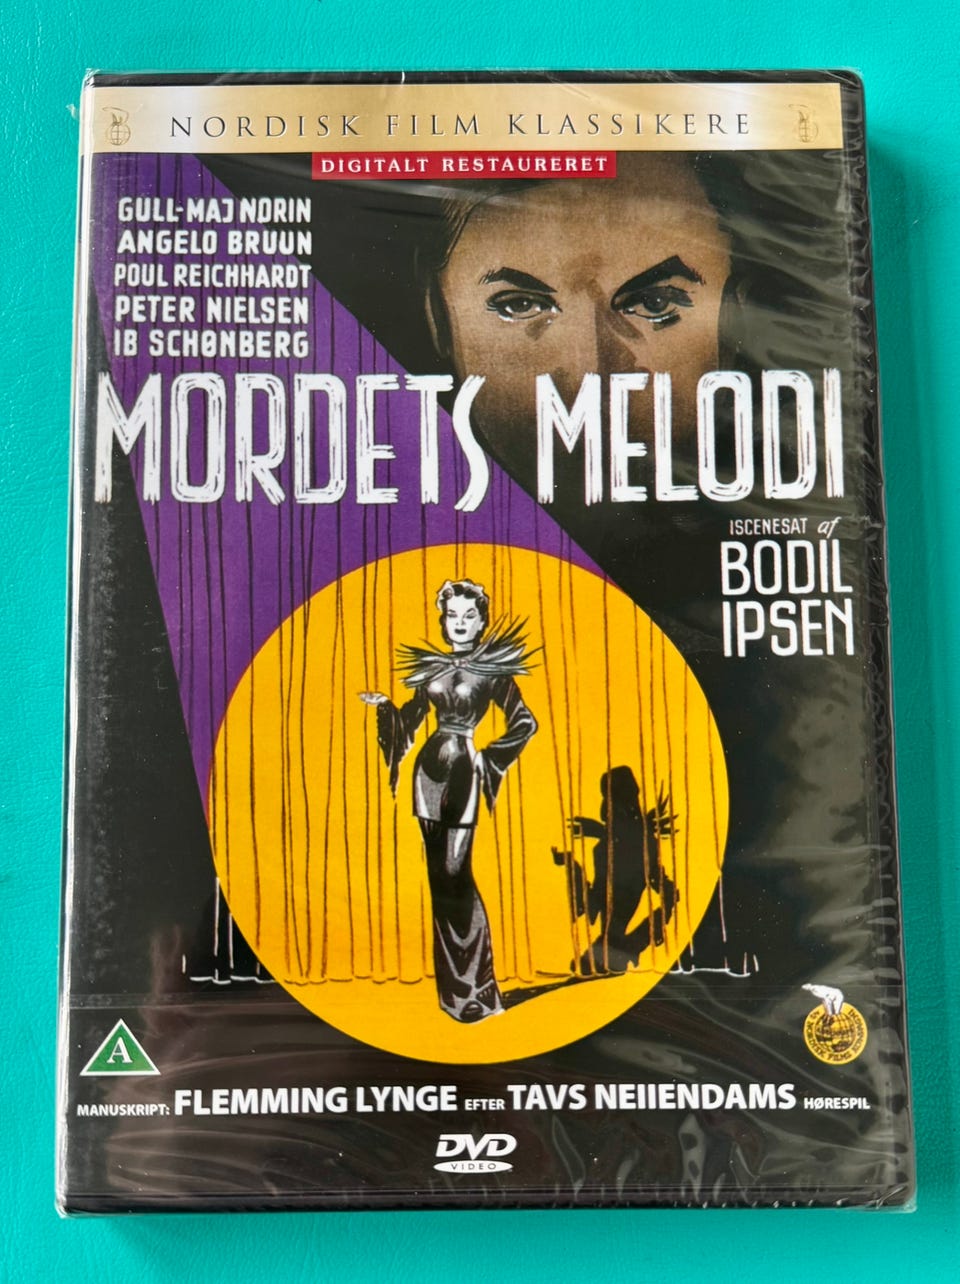 NORDISK FILM KLASSIKERE
DIGITALT RESTAURERET
GULL-MAJ NORIN
ANGELO BRUUN
POUL REICHHARDT
PETER NIELSEN
IB SCHØNBERG
MORDETS MELODI
ISCENESAT af
BODIL
IPSEN
A
MANUSKRIPT: FLEMMING LYNGE EFTER TAVS NEIIENDAMS HØRESPIL
DVD
VIDEO